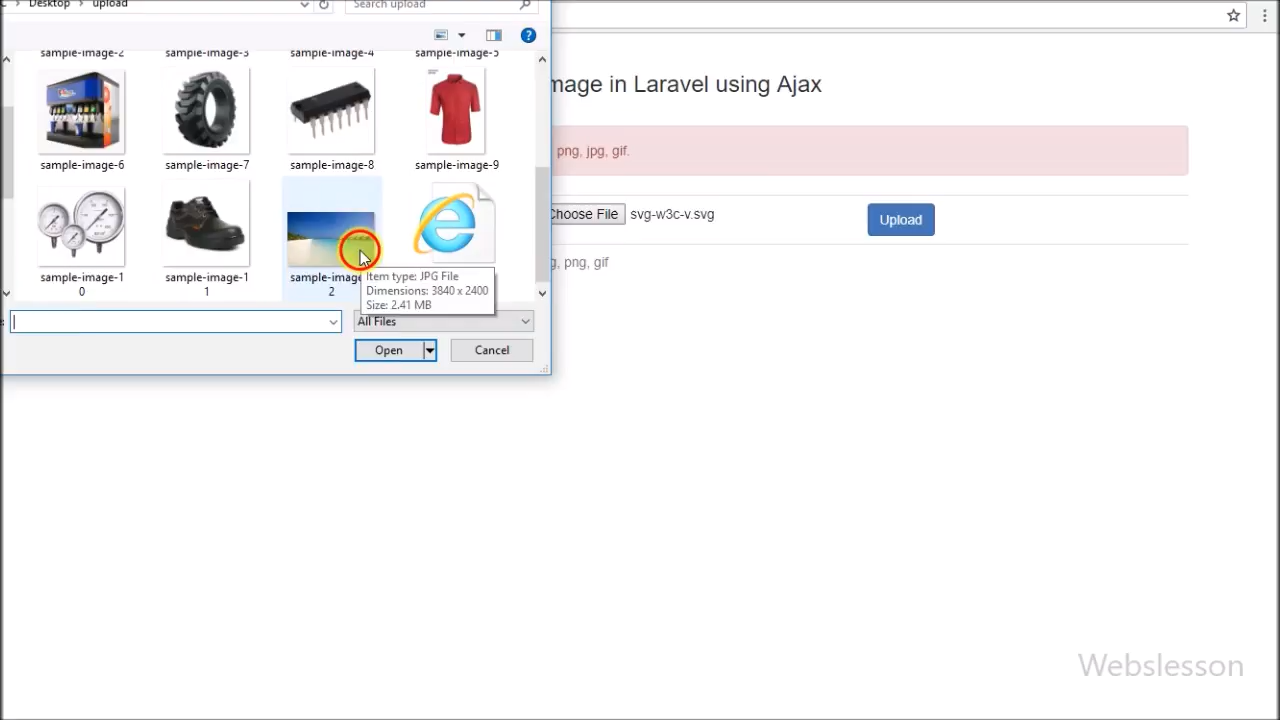 Desktop > upload
Search upload
sample-image-2
sample-image-3
sample-image-4
sample-image-5
mage in Laravel using Ajax
sample-image-6
sample-image-7
sample-image-8
sample-image-9
png, jpg, gif.
Choose File svg-w3c-v.svg
Upload
sample-image-1
0
sample-image-1
1
sample-image
2
Item type: JPG File
Dimensions: 3840 x 2400
Size: 2.41 MB
g, png, gif
All Files
Open
Cancel
Webslesson